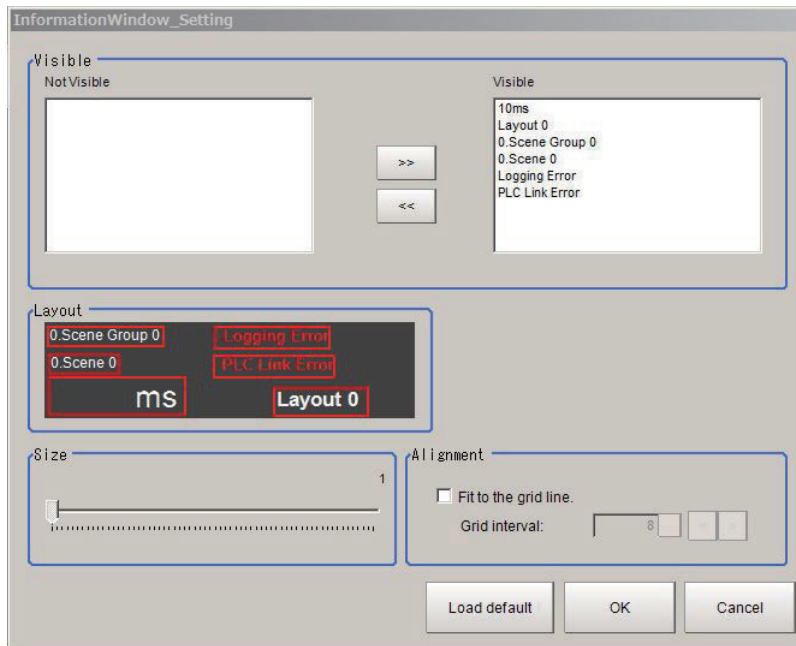 InformationWindow_Setting
Visible
Not Visible
Visible
10ms
Layout 0
0.Scene Group 0
0.Scene 0
Logging Error
PLC Link Error
>>
<<
Layout
0.Scene Group 0
Logging Error
0.Scene 0
PLC Link Error
ms
Layout 0
Size
1
Alignment
Fit to the grid line.
Grid interval:
8
Load default
OK
Cancel